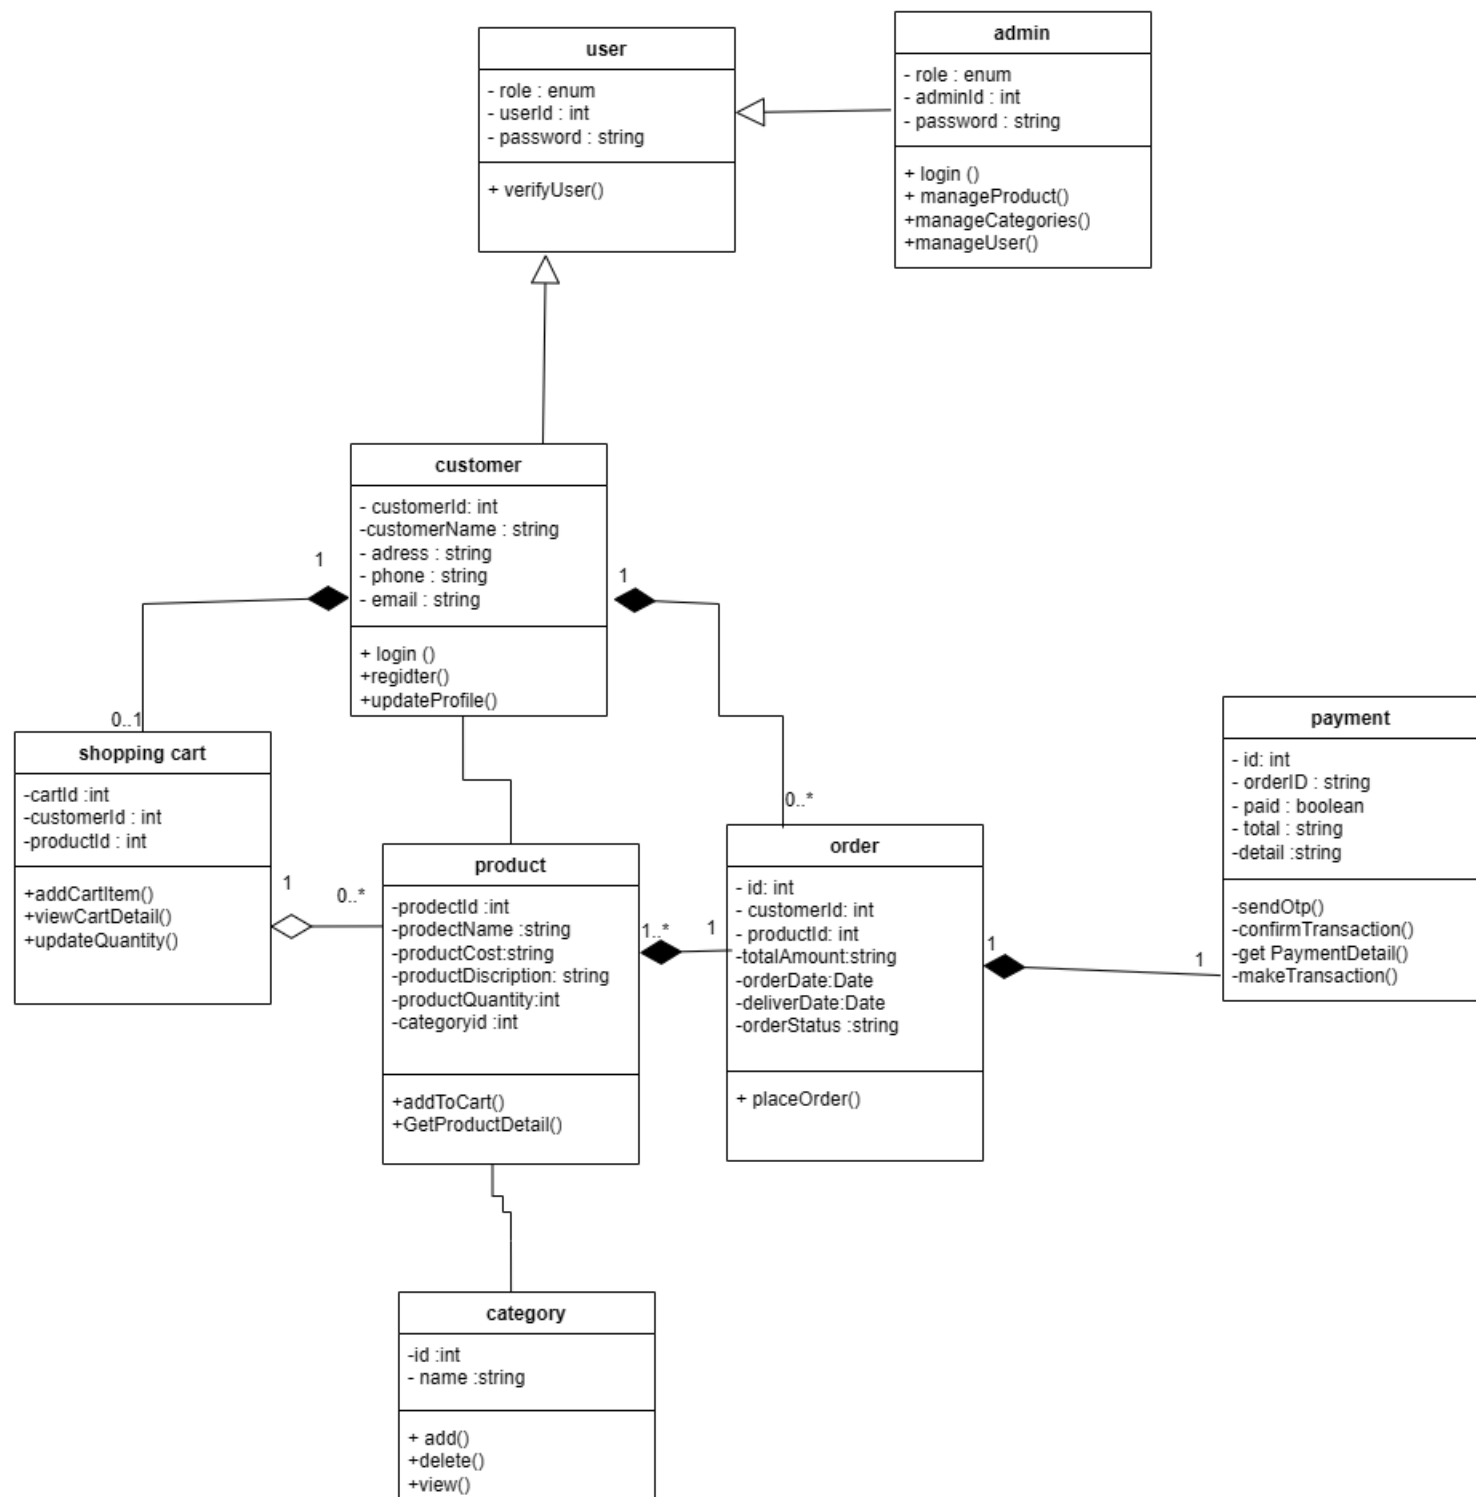 user
- role : enum
- userId : int
- password : string
+ verifyUser()
admin
- role : enum
- adminId : int
- password : string
+ login ()
+ manageProduct()
+manageCategories()
+manageUser()
customer
- customerId: int
-customerName : string
- adress : string
- phone : string
- email : string
+ login ()
+regidter()
+updateProfile()
1
1
0..1
0..*
shopping cart
-cartId :int
-customerId : int
-productId : int
+addCartItem()
+viewCartDetail()
+updateQuantity()
1
0..*
product
-prodectId :int
-prodectName :string
-productCost:string
-productDiscription: string
-productQuantity:int
-categoryid :int
+addToCart()
+GetProductDetail()
1..*
1
order
- id: int
- customerId: int
- productId: int
-totalAmount:string
-orderDate:Date
-deliverDate:Date
-orderStatus :string
+ placeOrder()
1
1
payment
- id: int
- orderID : string
- paid : boolean
- total : string
-detail :string
-sendOtp()
-confirmTransaction()
-get PaymentDetail()
-makeTransaction()
category
-id :int
- name :string
+ add()
+delete()
+view()